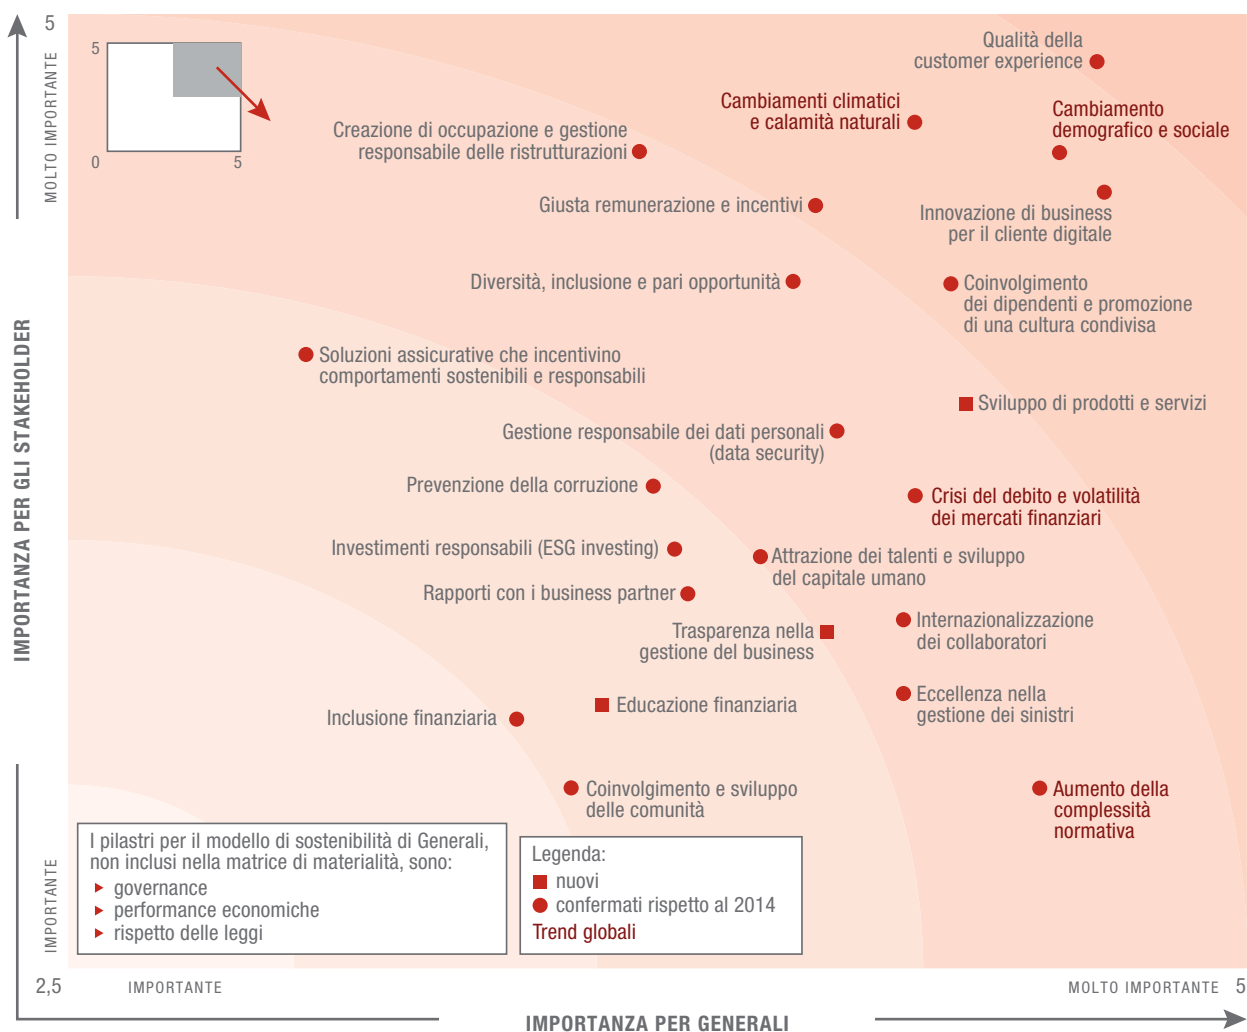 5
MOLTO IMPORTANTE
IMPORTANZA PER GLI STAKEHOLDER
IMPORTANTE
2,5
5
0
5
Qualità della
customer experience
Cambiamenti climatici
e calamità naturali
Cambiamento
demografico e sociale
Creazione di occupazione e gestione
responsabile delle ristrutturazioni
Giusta remunerazione e incentivi
Innovazione di business
per il cliente digitale
Diversità, inclusione e pari opportunità
Coinvolgimento
dei dipendenti e promozione
di una cultura condivisa
Soluzioni assicurative che incentivino
comportamenti sostenibili e responsabili
Sviluppo di prodotti e servizi
Gestione responsabile dei dati personali
(data security)
Prevenzione della corruzione
Crisi del debito e volatilità
dei mercati finanziari
Investimenti responsabili (ESG investing)
Attrazione dei talenti e sviluppo
del capitale umano
Rapporti con i business partner
Trasparenza nella
gestione del business
Internazionalizzazione
dei collaboratori
Eccellenza nella
gestione dei sinistri
Educazione finanziaria
Inclusione finanziaria
Coinvolgimento e sviluppo
delle comunità
Aumento della
complessità
normativa
I pilastri per il modello di sostenibilità di Generali,
non inclusi nella matrice di materialità, sono:
governance
performance economiche
rispetto delle leggi
Legenda:
nuovi
confermati rispetto al 2014
Trend globali
IMPORTANTE
MOLTO IMPORTANTE
5
IMPORTANZA PER GENERALI